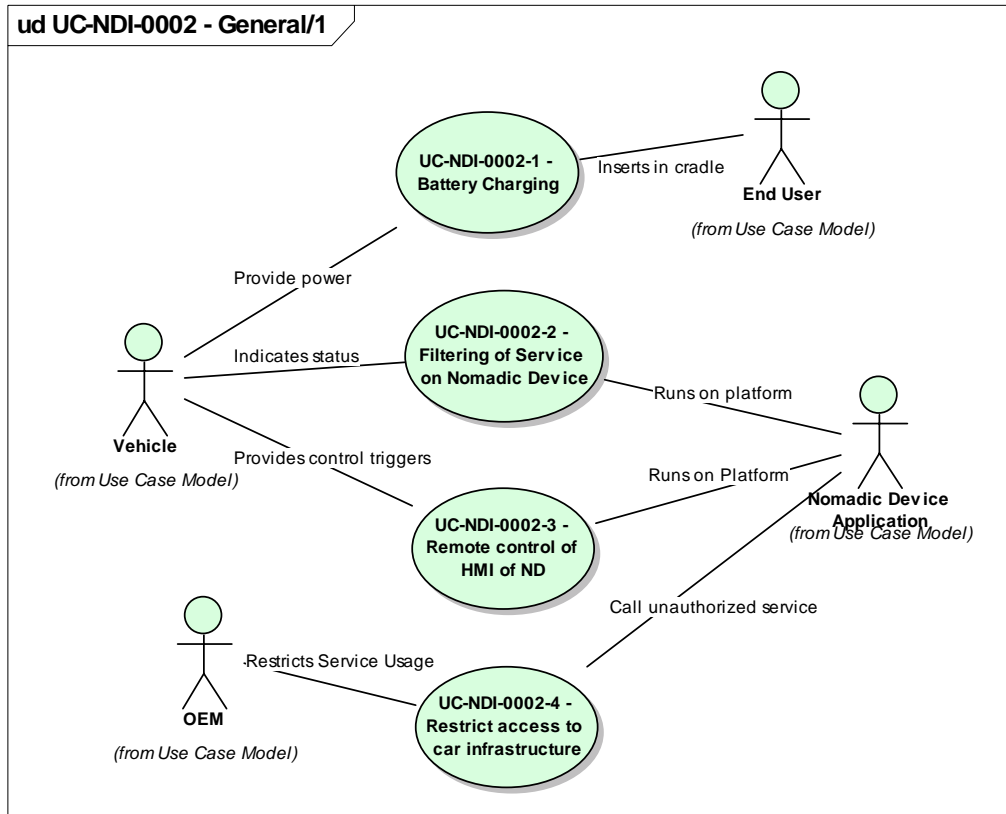 ud UC-NDI-0002 - General/1
UC-NDI-0002-1 -
Battery Charging
Inserts in cradle
End User
(from Use Case Model)
Provide power
UC-NDI-0002-2 -
Filtering of Service
on Nomadic Device
Indicates status
Runs on platform
Vehicle
(from Use Case Model)
Provides control triggers
Runs on Platform
Nomadic Device
Application
(from Use Case Model)
UC-NDI-0002-3 -
Remote control of
HMI of ND
Call unauthorized service
Restricts Service Usage
OEM
(from Use Case Model)
UC-NDI-0002-4 -
Restrict access to
car infrastructure